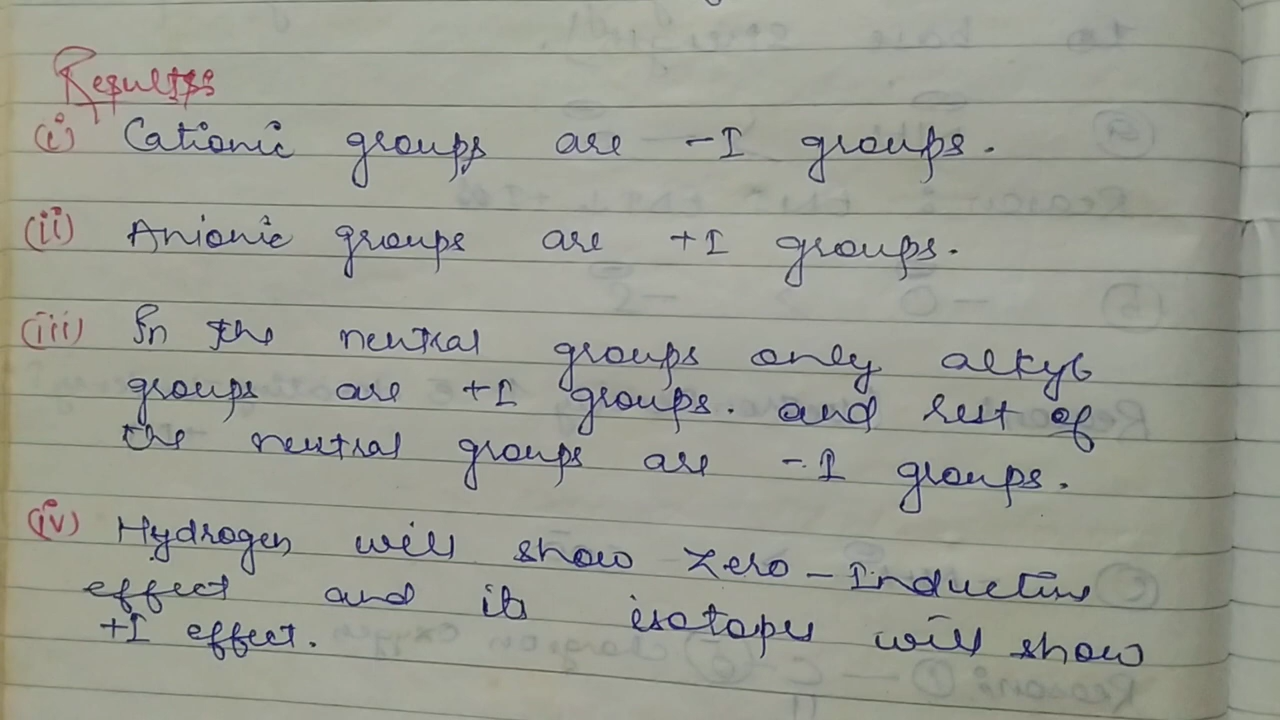 Results
(i) Cationic groups are -I groups.
(ii) Anionic groups are +I groups.
(iii) In the neutral groups only alkyl
groups are +I groups. and rest of
the neutral groups are -I groups.
(iv) Hydrogen will show Zero-Inductive
effect and its isotopes will show
+I effect.